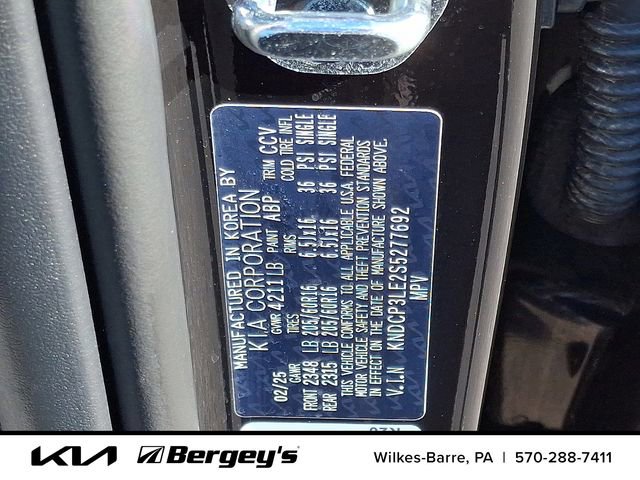 MANUFACTURED IN KOREA BY
KIA CORPORATION
02/25 GVWR 4211 LB PAINT ABP TRIM CCV
GAWR TIRES RIMS COLD TIRE INFL
FRONT 2348 LB 205/60R16 6.5Jx16 36 PSI SINGLE
REAR 2315 LB 205/60R16 6.5Jx16 36 PSI SINGLE
THIS VEHICLE CONFORMS TO ALL APPLICABLE U.S.A FEDERAL
MOTOR VEHICLE SAFETY AND THEFT PREVENTION STANDARDS
IN EFFECT ON THE DATE OF MANUFACTURE SHOWN ABOVE.
V.I.N KNDCP3LE2S5277692
MPV
KIA Bergey's Wilkes-Barre, PA | 570-288-7411